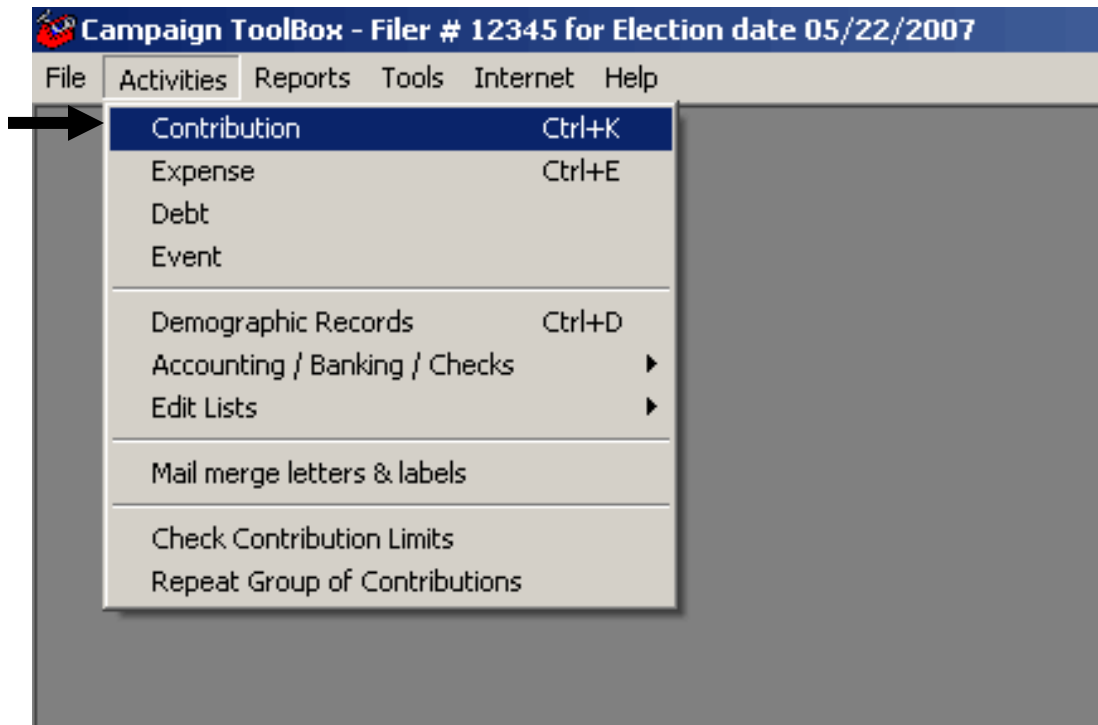 Campaign ToolBox - Filer # 12345 for Election date 05/22/2007
File Activities Reports Tools Internet Help
Contribution Ctrl+K
Expense Ctrl+E
Debt
Event
Demographic Records Ctrl+D
Accounting / Banking / Checks
Edit Lists
Mail merge letters & labels
Check Contribution Limits
Repeat Group of Contributions